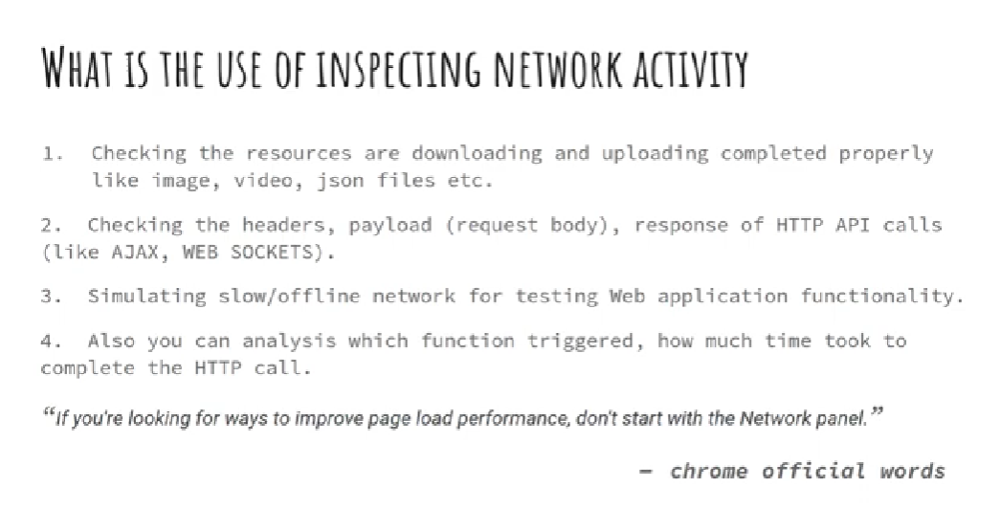 What is the use of inspecting network activity
1. Checking the resources are downloading and uploading completed properly
like image, video, json files etc.
2. Checking the headers, payload (request body), response of HTTP API calls
(like AJAX, WEB SOCKETS).
3. Simulating slow/offline network for testing Web application functionality.
4. Also you can analysis which function triggered, how much time took to
complete the HTTP call.
“If you're looking for ways to improve page load performance, don't start with the Network panel.”
– chrome official words